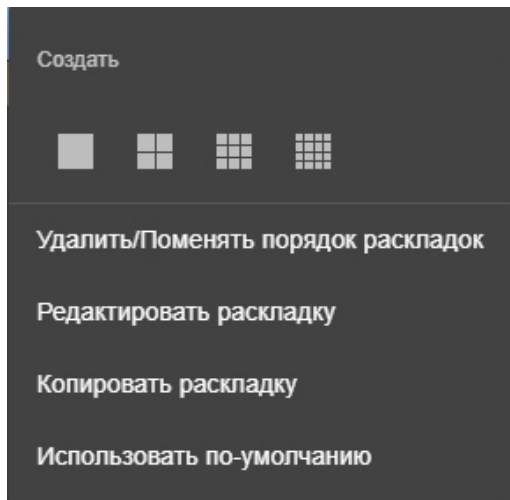 Создать
Удалить/Поменять порядок раскладок
Редактировать раскладку
Копировать раскладку
Использовать по-умолчанию